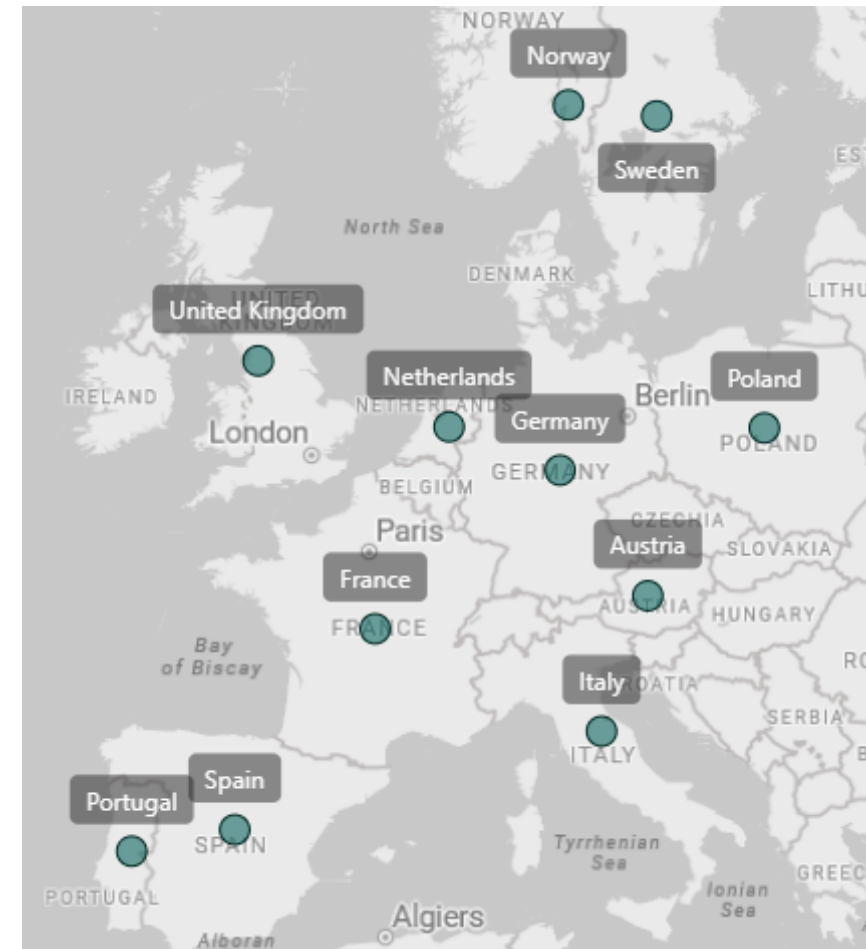 NORWAY
Norway
Sweden
North Sea
DENMARK
LITHU
UNITED
KINGDOM
United Kingdom
IRELAND
London
Netherlands
NETHERLANDS
Berlin
Poland
POLAND
Germany
GERMANY
BELGIUM
Paris
CZECHIA
Austria
AUSTRIA
SLOVAKIA
HUNGARY
France
FRANCE
Bay
of Biscay
Italy
OATIA
ITALY
SERBIA
Spain
SPAIN
Portugal
PORTUGAL
Tyrrhenian
Sea
Ionian
Sea
GREEC
Algiers
Alboran
ES
RO